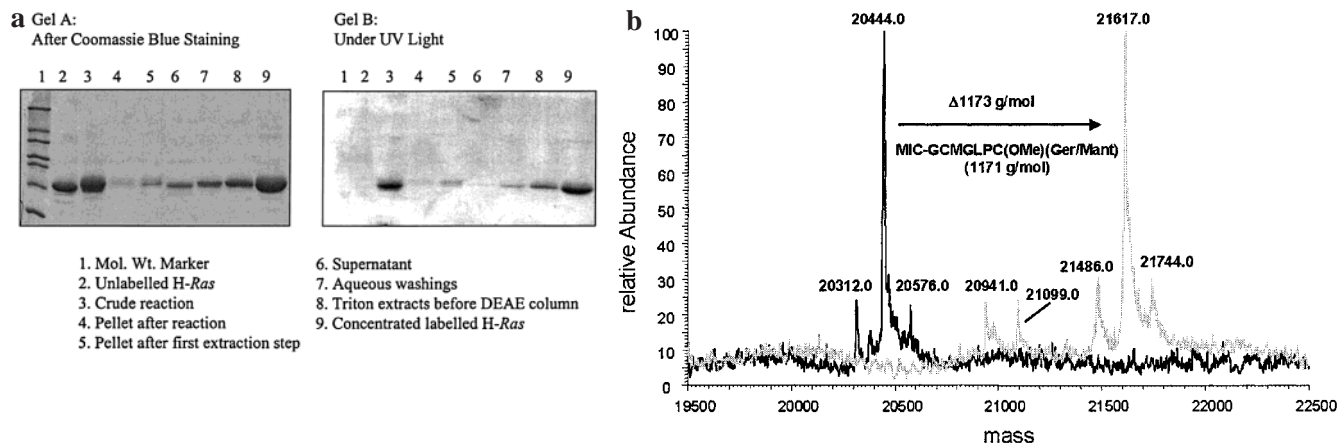 a
Gel A:
After Coomassie Blue Staining
1 2 3 4 5 6 7 8 9
Gel B:
Under UV Light
1 2 3 4 5 6 7 8 9
1. Mol. Wt. Marker
2. Unlabelled H-Ras
3. Crude reaction
4. Pellet after reaction
5. Pellet after first extraction step
6. Supernatant
7. Aqueous washings
8. Triton extracts before DEAE column
9. Concentrated labelled H-Ras
b
20444.0
21617.0
Δ1173 g/mol
MIC-GCMGLPC(OMe)(Ger/Mant)
(1171 g/mol)
20312.0
20576.0
20941.0
21099.0
21486.0
21744.0
relative Abundance
100
90
80
70
60
50
40
30
20
10
0
19500 20000 20500 21000 21500 22000 22500
mass